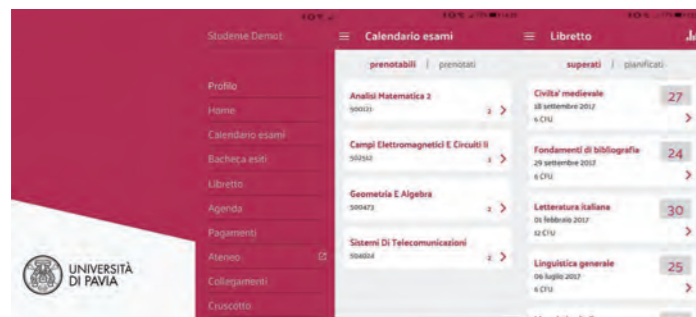 UNIVERSITÀ
DI PAVIA
Studente Demo1
Profilo
Home
Calendario esami
Bacheca esiti
Libretto
Agenda
Pagamenti
Ateneo
Collegamenti
Cruscotto
Calendario esami
prenotabili | prenotati
Analisi Matematica 2
500121
2
Campi Elettromagnetici E Circuiti Ii
502512
Geometria E Algebra
500473
2
Sistemi Di Telecomunicazioni
504024
2
Libretto
superati | pianificati
Civilta' medievale
27
18 settembre 2017
6 CFU
Fondamenti di bibliografia
24
29 settembre 2017
6 CFU
Letteratura italiana
30
01 febbraio 2017
12 CFU
Linguistica generale
25
06 luglio 2017
6 CFU